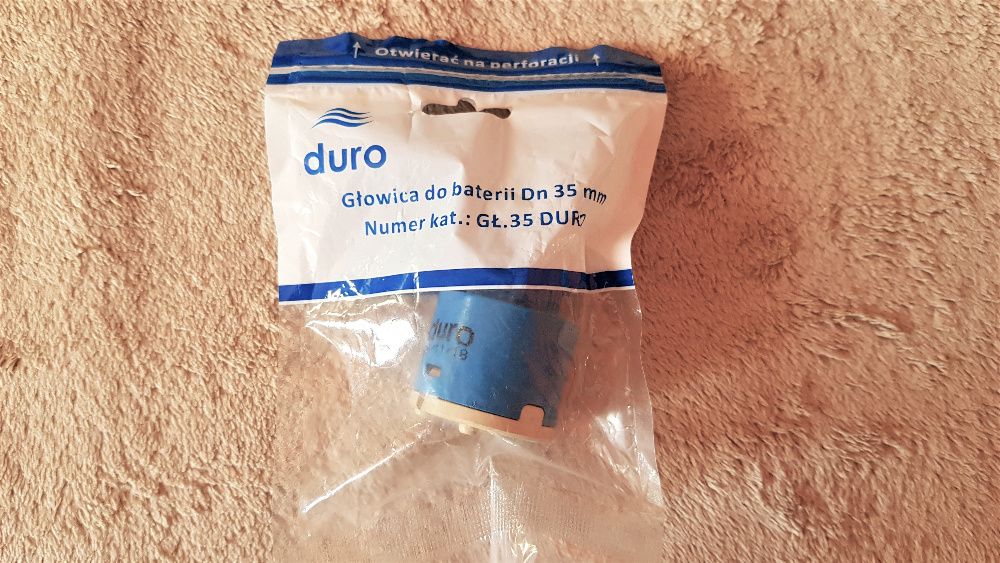 ↑ Otwierać na perforacji ↑
duro
Głowica do baterii Dn 35 mm
Numer kat.: GŁ.35 DURO
duro